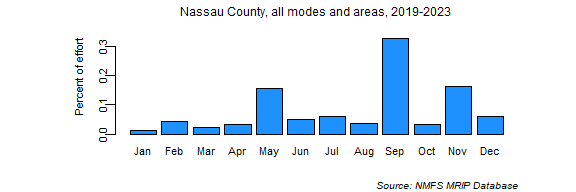 Nassau County, all modes and areas, 2019-2023
Percent of effort
0.3
0.2
0.1
0.0
Jan Feb Mar Apr May Jun Jul Aug Sep Oct Nov Dec
Source: NMFS MRIP Database